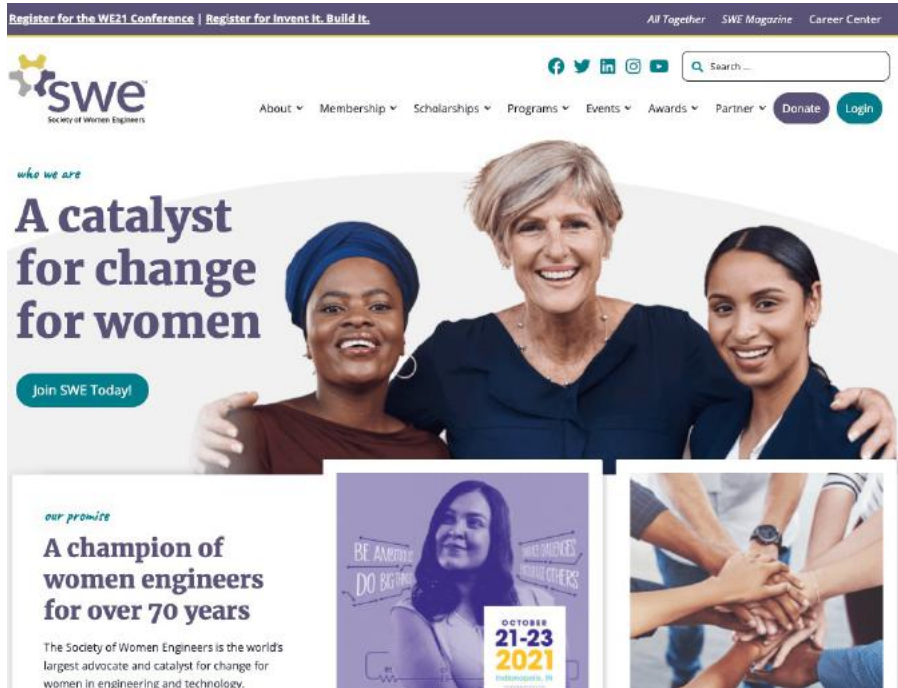 Register for the WE21 Conference | Register for Invent It. Build It.
All Together SWE Magazine Career Center
Search ...
swe
Society of Women Engineers
About Membership Scholarships Programs Events Awards Partner Donate Login
who we are
A catalyst
for change
for women
Join SWE Today!
our promise
A champion of
women engineers
for over 70 years
The Society of Women Engineers is the world's
largest advocate and catalyst for change for
women in engineering and technology.
BE AMBITIOUS
DO BIG THINGS
OTHERS
OCTOBER
21-23
2021
Indianapolis, IN